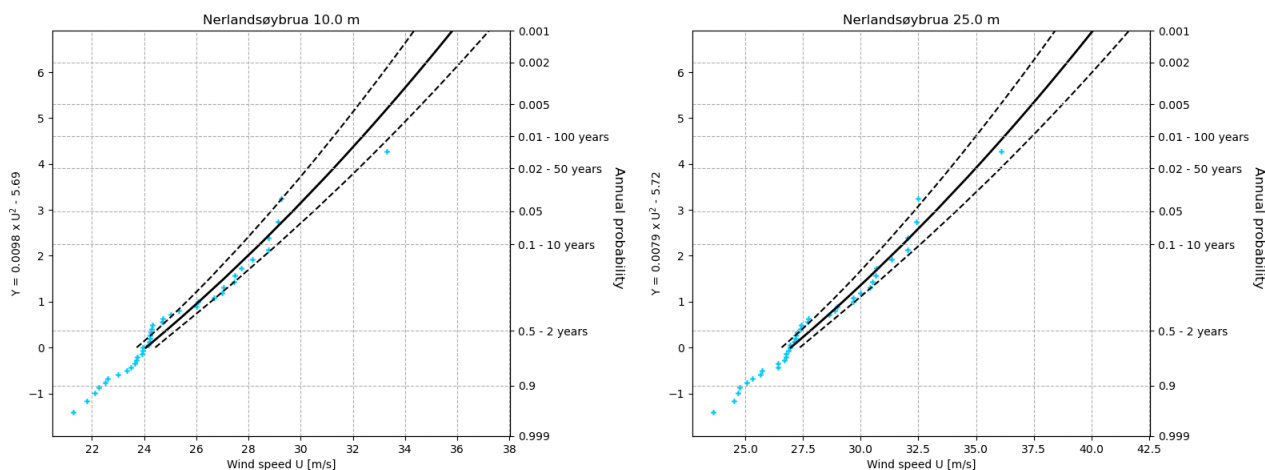 Nerlandsøybrua 10.0 m
6
5
4
3
2
1
0
−1
Y = 0.0098 x U² - 5.69
22
24
26
28
30
32
34
36
38
Wind speed U [m/s]
0.001
0.002
0.005
0.01 - 100 years
0.02 - 50 years
0.05
0.1 - 10 years
0.5 - 2 years
0.9
0.999
Annual probability
Nerlandsøybrua 25.0 m
6
5
4
3
2
1
0
−1
Y = 0.0079 x U² - 5.72
25.0
27.5
30.0
32.5
35.0
37.5
40.0
42.5
Wind speed U [m/s]
0.001
0.002
0.005
0.01 - 100 years
0.02 - 50 years
0.05
0.1 - 10 years
0.5 - 2 years
0.9
0.999
Annual probability